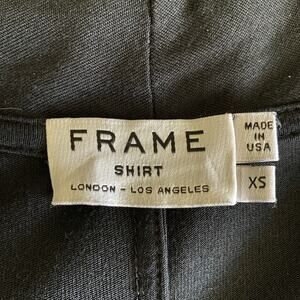 FRAME
SHIRT
LONDON - LOS ANGELES
MADE
IN
USA
XS